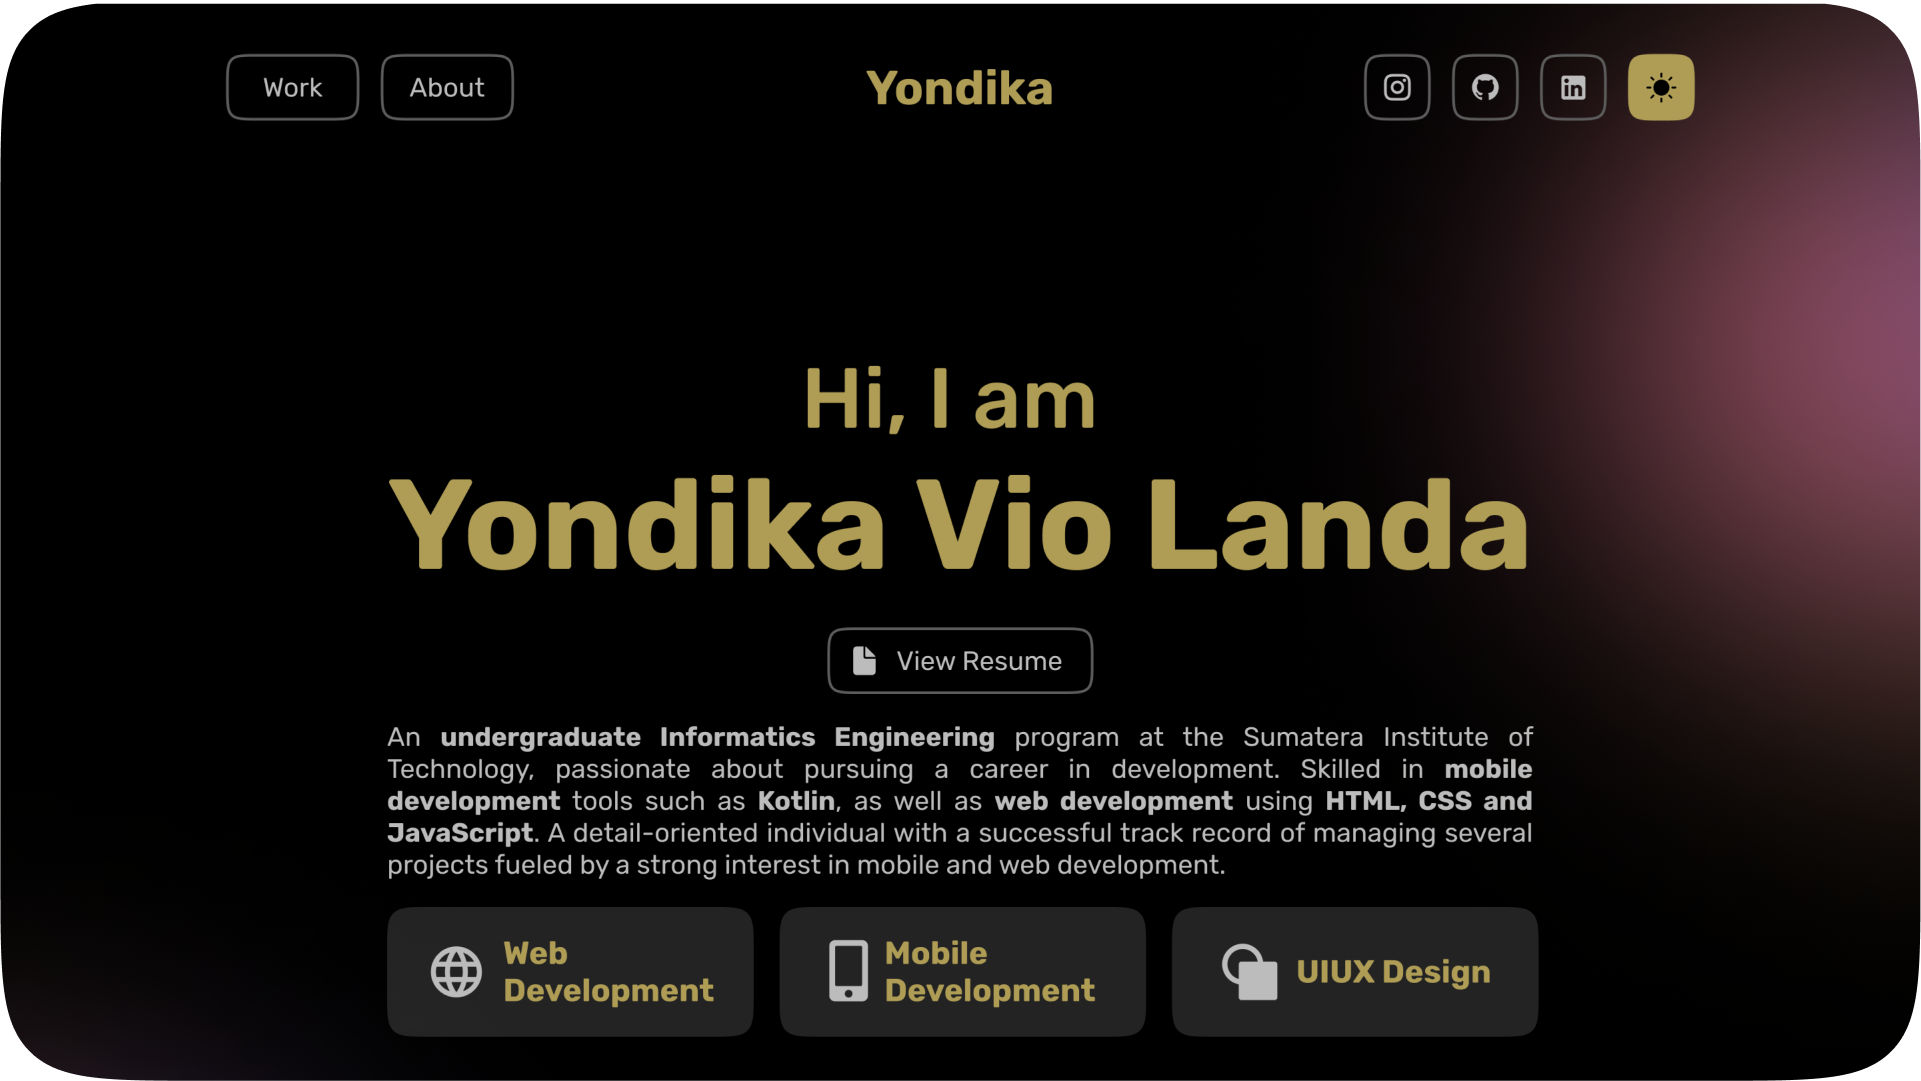 Work About Yondika
Hi, I am
Yondika Vio Landa
View Resume
An undergraduate Informatics Engineering program at the Sumatera Institute of
Technology, passionate about pursuing a career in development. Skilled in mobile
development tools such as Kotlin, as well as web development using HTML, CSS and
JavaScript. A detail-oriented individual with a successful track record of managing several
projects fueled by a strong interest in mobile and web development.
Web
Development
Mobile
Development
UIUX Design